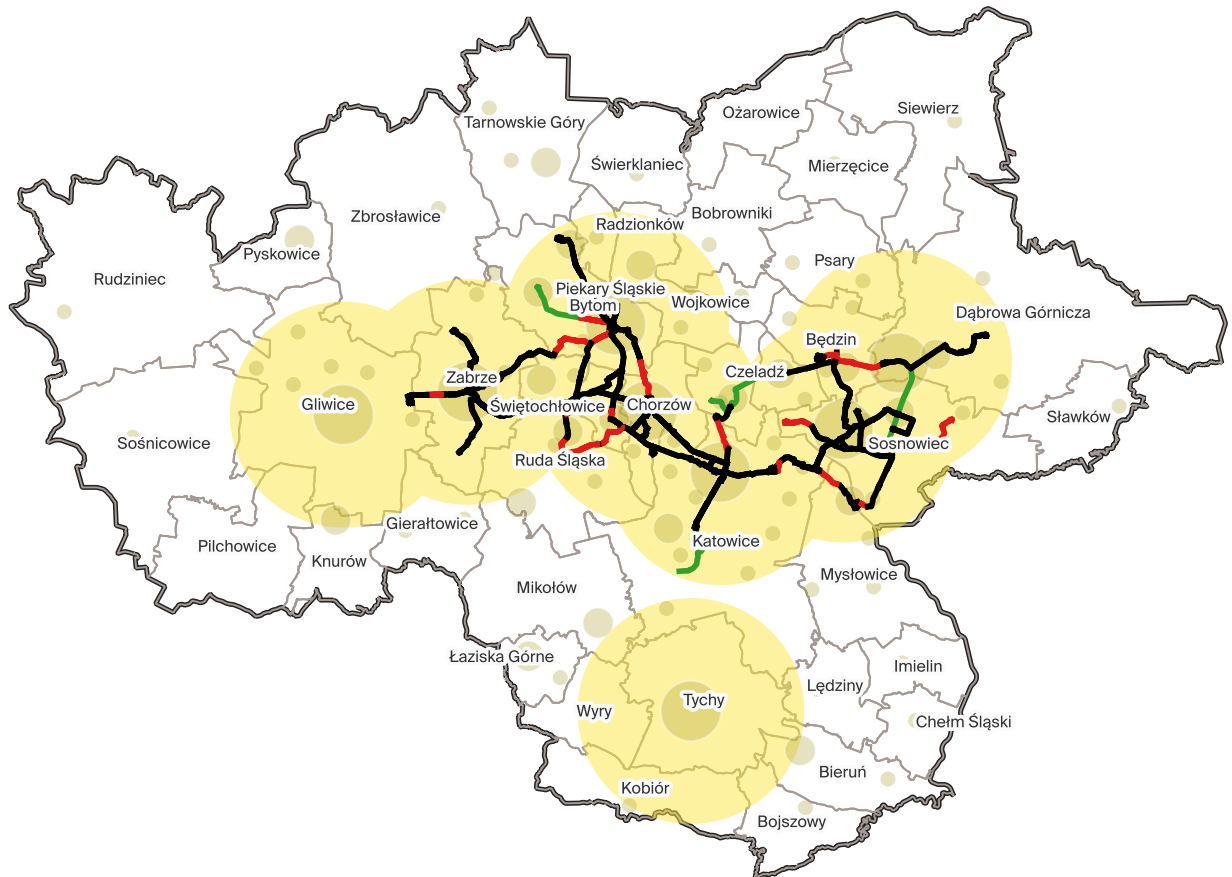 Siewierz
Ożarowice
Tarnowskie Góry
Świerklaniec
Mierzęcice
Zbrosławice
Bobrowniki
Radzionków
Pyskowice
Psary
Rudziniec
Piekary Śląskie
Wojkowice
Bytom
Dąbrowa Górnicza
Będzin
Czeladź
Zabrze
Gliwice
Świętochłowice
Chorzów
Sławków
Sośnicowice
Sosnowiec
Ruda Śląska
Gierałtowice
Katowice
Pilchowice
Knurów
Mysłowice
Mikołów
Łaziska Górne
Imielin
Lędziny
Tychy
Wyry
Chełm Śląski
Bieruń
Kobiór
Bojszowy